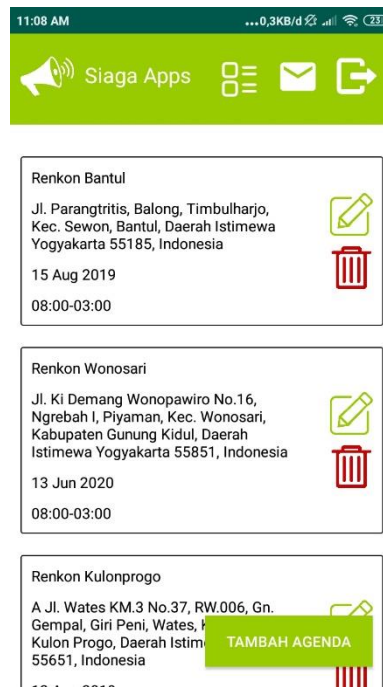 11:08 AM
...0,3KB/d
23
Siaga Apps
Renkon Bantul
Jl. Parangtritis, Balong, Timbulharjo,
Kec. Sewon, Bantul, Daerah Istimewa
Yogyakarta 55185, Indonesia
15 Aug 2019
08:00-03:00
Renkon Wonosari
Jl. Ki Demang Wonopawiro No.16,
Ngrebah I, Piyaman, Kec. Wonosari,
Kabupaten Gunung Kidul, Daerah
Istimewa Yogyakarta 55851, Indonesia
13 Jun 2020
08:00-03:00
Renkon Kulonprogo
A Jl. Wates KM.3 No.37, RW.006, Gn.
Gempal, Giri Peni, Wates,
Kulon Progo, Daerah Istim
55651, Indonesia
TAMBAH AGENDA